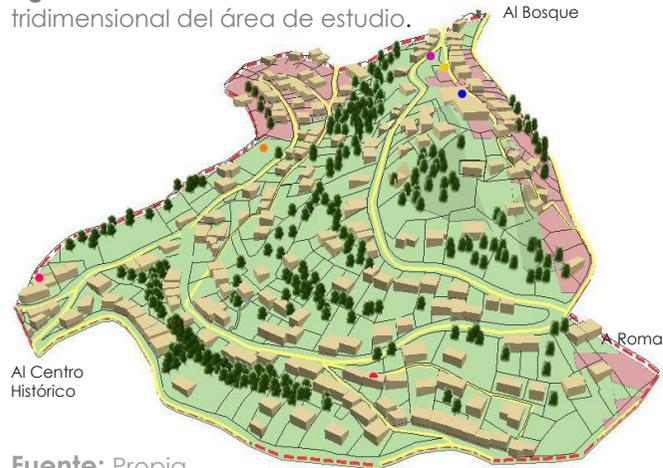 tridimensional del área de estudio.
Al Bosque
A Roma
Al Centro
Histórico
Fuente: Propia